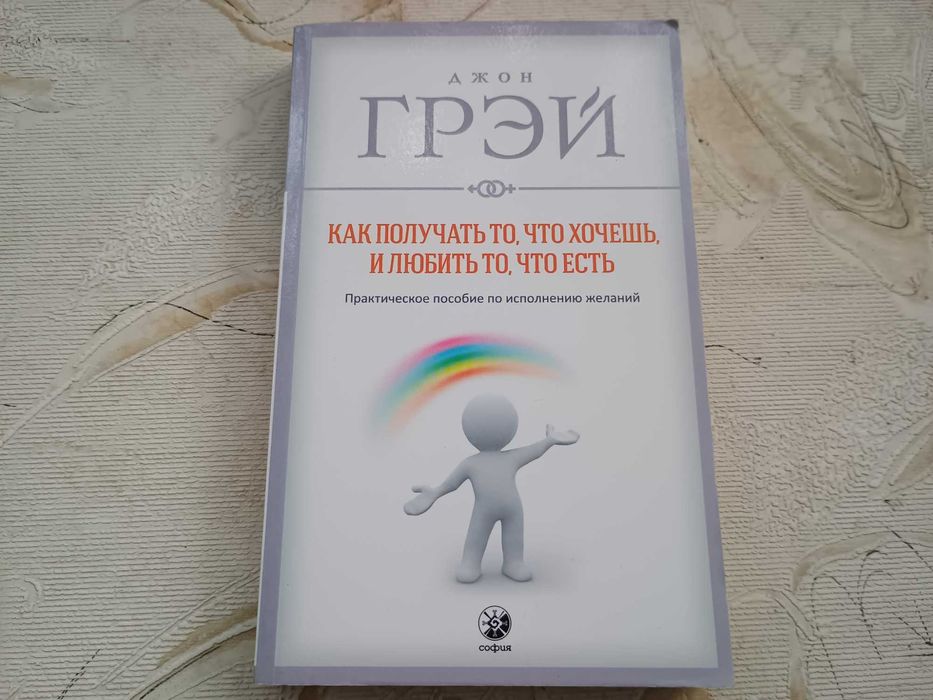 ДЖОН
ГРЭЙ
КАК ПОЛУЧАТЬ ТО, ЧТО ХОЧЕШЬ,
И ЛЮБИТЬ ТО, ЧТО ЕСТЬ
Практическое пособие по исполнению желаний
софия